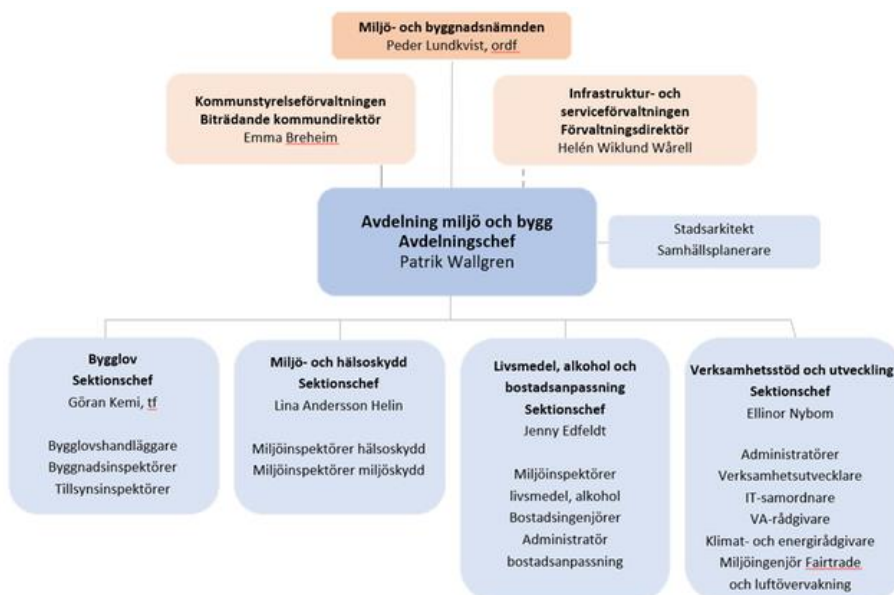 Miljö- och byggnadsnämnden
Peder Lundkvist, ordf
Kommunstyrelseförvaltningen
Biträdande kommundirektör
Emma Breheim
Infrastruktur- och
serviceförvaltningen
Förvaltningsdirektör
Helén Wiklund Wårell
Avdelning miljö och bygg
Avdelningschef
Patrik Wallgren
Stadsarkitekt
Samhällsplanerare
Bygglov
Sektionschef
Göran Kemi, tf
Bygglovshandläggare
Byggnadsinspektörer
Tillsynsinspektörer
Miljö- och hälsoskydd
Sektionschef
Lina Andersson Helin
Miljöinspektörer hälsoskydd
Miljöinspektörer miljöskydd
Livsmedel, alkohol och
bostadsanpassning
Sektionschef
Jenny Edfeldt
Miljöinspektörer
livsmedel, alkohol
Bostadsingenjörer
Administratör
bostadsanpassning
Verksamhetsstöd och utveckling
Sektionschef
Ellinor Nybom
Administratörer
Verksamhetsutvecklare
IT-samordnare
VA-rådgivare
Klimat- och energirådgivare
Miljöingenjör Fairtrade
och luftövervakning